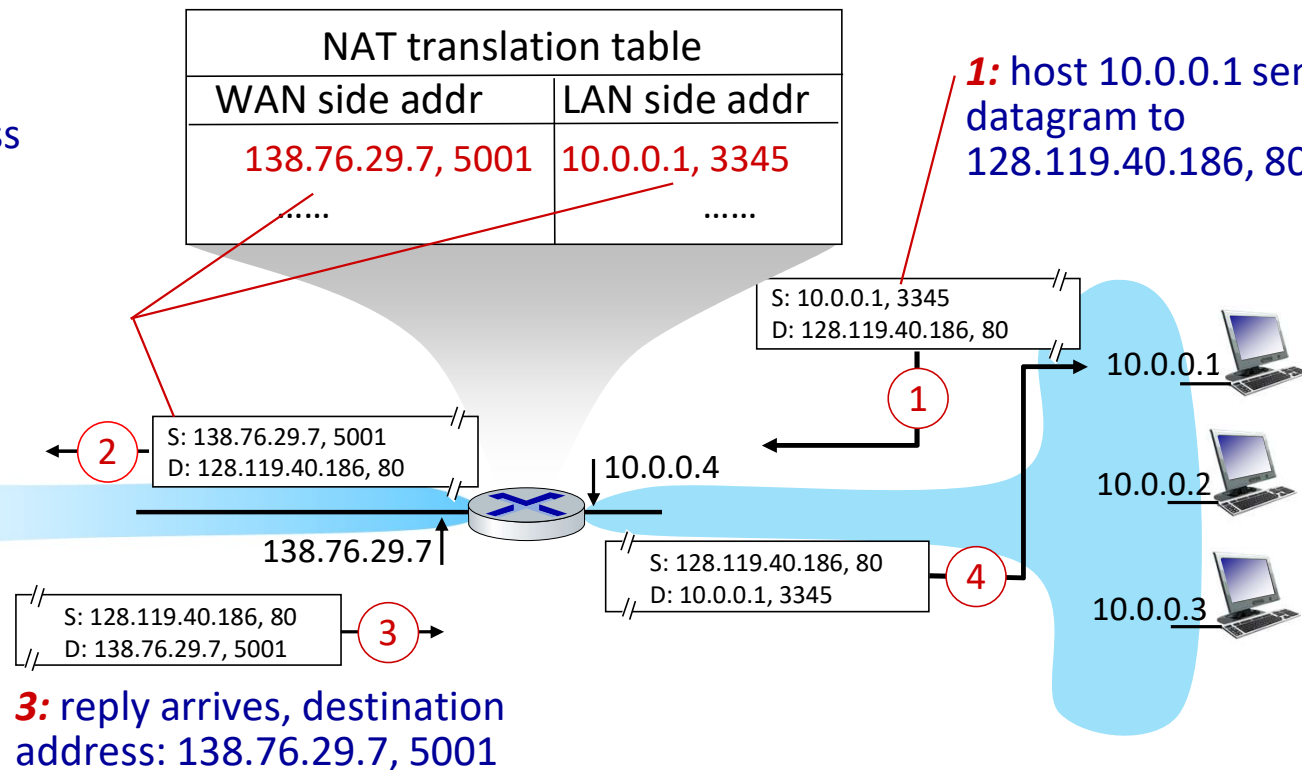 NAT translation table
WAN side addr LAN side addr
138.76.29.7, 5001 10.0.0.1, 3345
...... ......
1: host 10.0.0.1
datagram to
128.119.40.186, 80
S: 10.0.0.1, 3345
D: 128.119.40.186, 80
1
10.0.0.1
2
S: 138.76.29.7, 5001
D: 128.119.40.186, 80
10.0.0.4
10.0.0.2
138.76.29.7
S: 128.119.40.186, 80
D: 10.0.0.1, 3345
4
10.0.0.3
S: 128.119.40.186, 80
D: 138.76.29.7, 5001
3
3: reply arrives, destination
address: 138.76.29.7, 5001